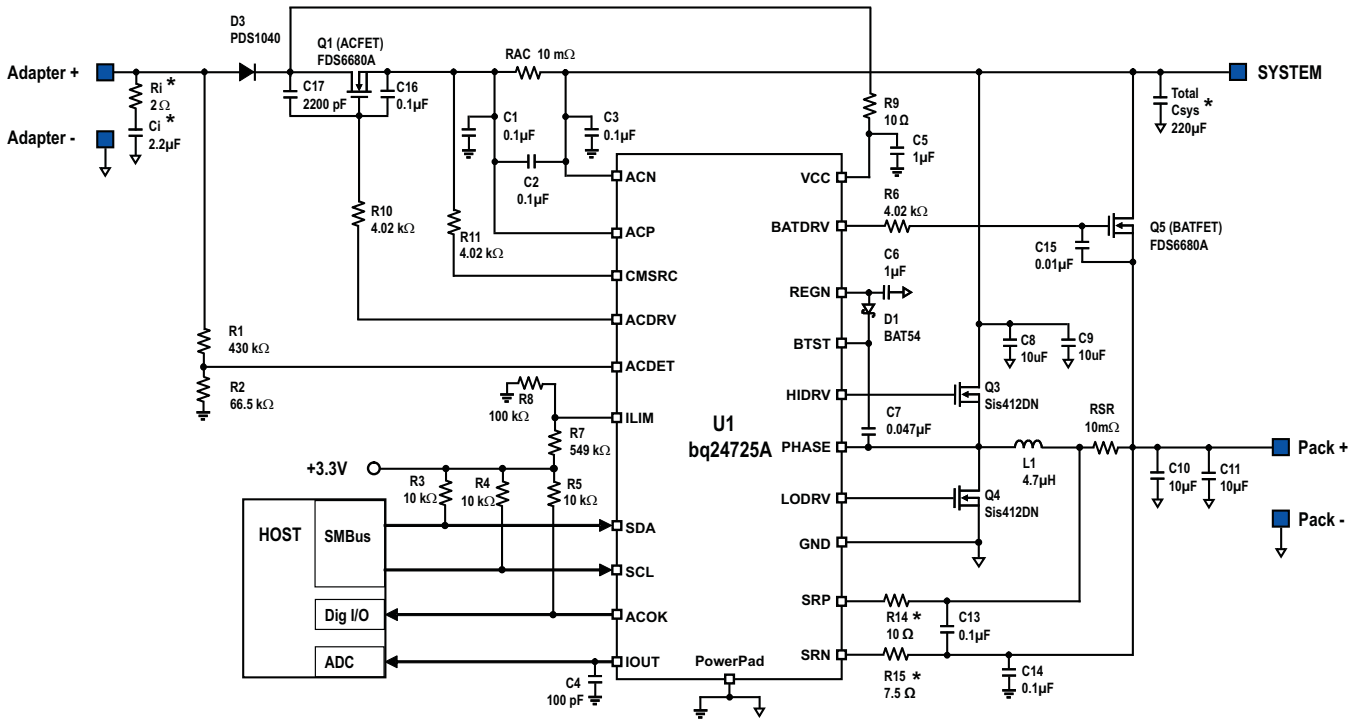 D3
PDS1040
Q1 (ACFET)
FDS6680A
RAC 10 mΩ
Adapter +
SYSTEM
Ri *
2 Ω
Ci *
2.2µF
Adapter -
C17
2200 pF
C16
0.1µF
C1
0.1µF
C3
0.1µF
C2
0.1µF
R9
10 Ω
C5
1µF
Total
Csys *
220µF
R10
4.02 kΩ
R11
4.02 kΩ
R6
4.02 kΩ
Q5 (BATFET)
FDS6680A
C15
0.01µF
C6
1µF
D1
BAT54
R1
430 kΩ
R2
66.5 kΩ
R8
100 kΩ
R7
549 kΩ
C8
10uF
C9
10uF
Q3
Sis412DN
C7
0.047µF
RSR
10mΩ
L1
4.7µH
Q4
Sis412DN
C10
10µF
C11
10µF
Pack +
Pack -
ACN
ACP
CMSRC
ACDRV
ACDET
ILIM
SDA
SCL
ACOK
IOUT
U1
bq24725A
PowerPad
VCC
BATDRV
REGN
BTST
HIDRV
PHASE
LODRV
GND
SRP
SRN
+3.3V
R3
10 kΩ
R4
10 kΩ
R5
10 kΩ
HOST
SMBus
Dig I/O
ADC
C4
100 pF
R14 *
10 Ω
C13
0.1µF
R15 *
7.5 Ω
C14
0.1µF